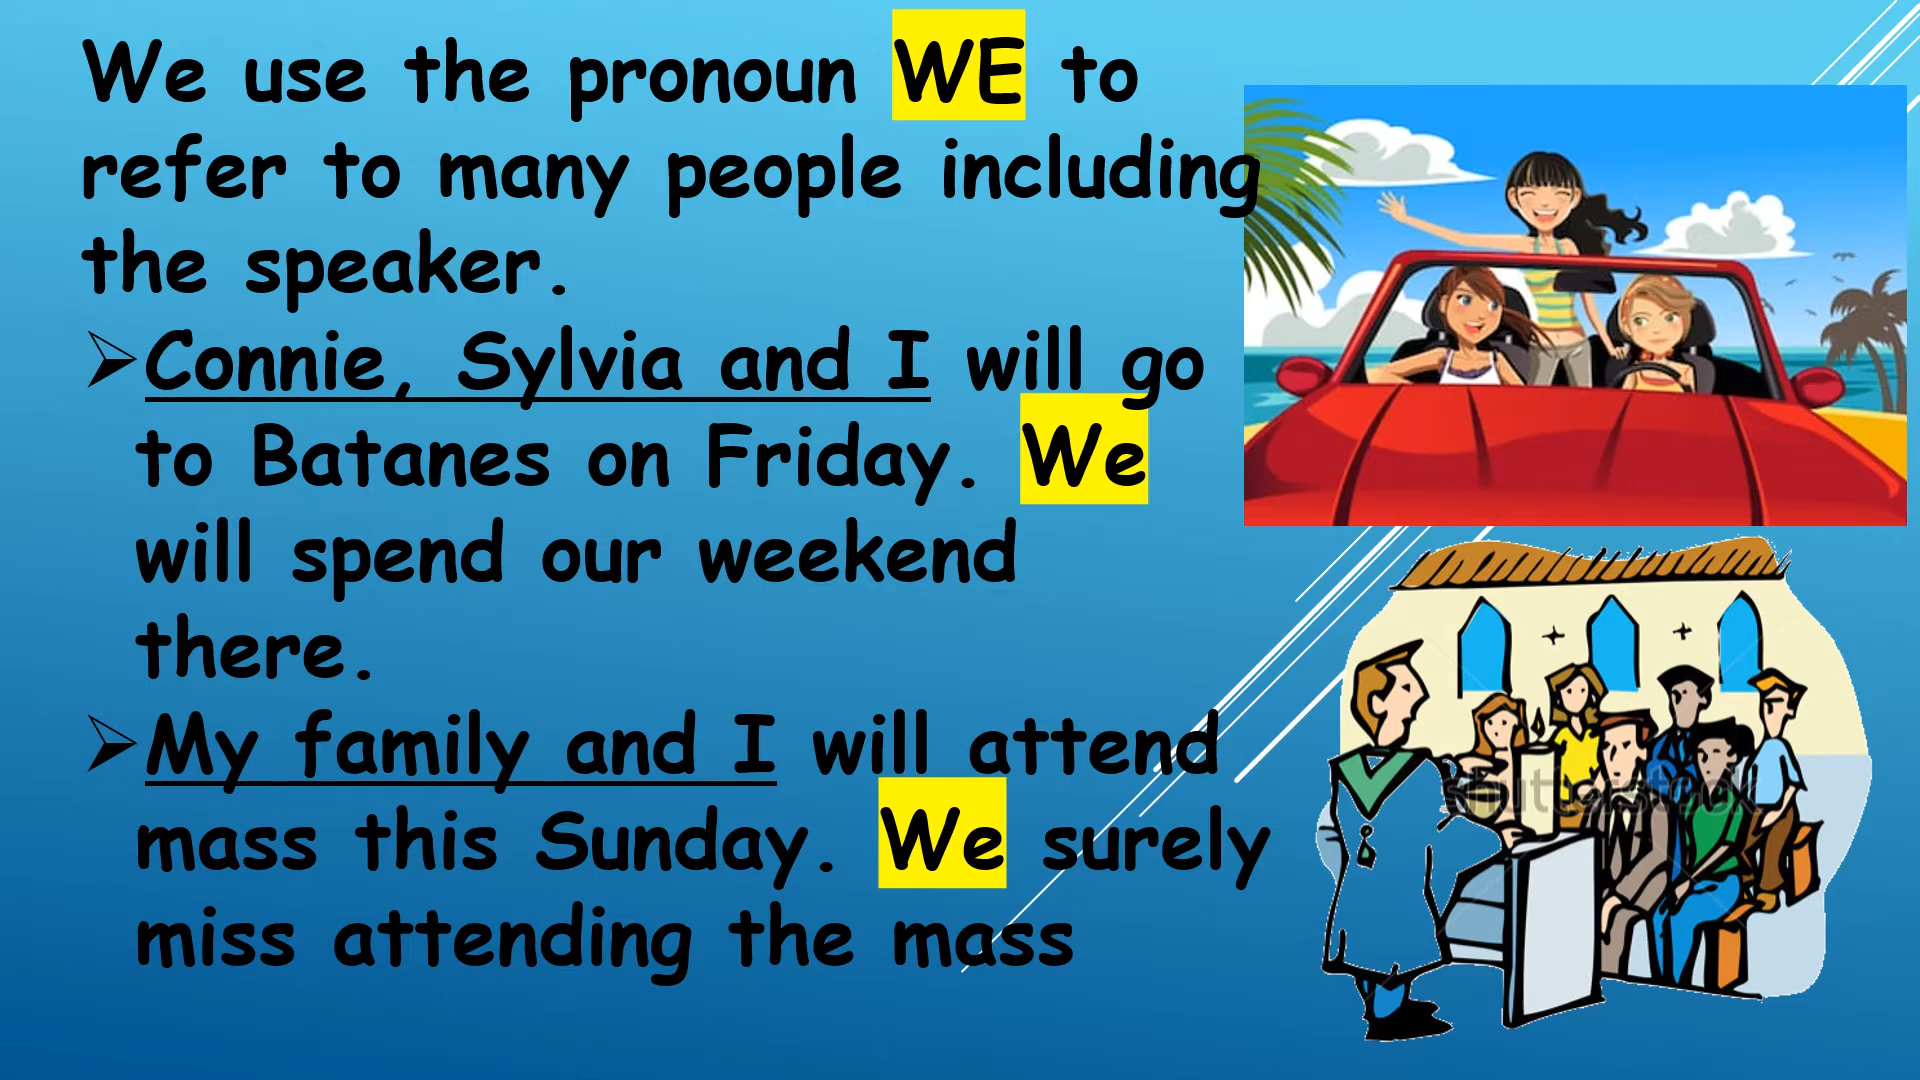 We use the pronoun WE to
refer to many people including
the speaker.
➢Connie, Sylvia and I will go
to Batanes on Friday. We
will spend our weekend
there.
➢My family and I will attend
mass this Sunday. We surely
miss attending the mass
shutterstock